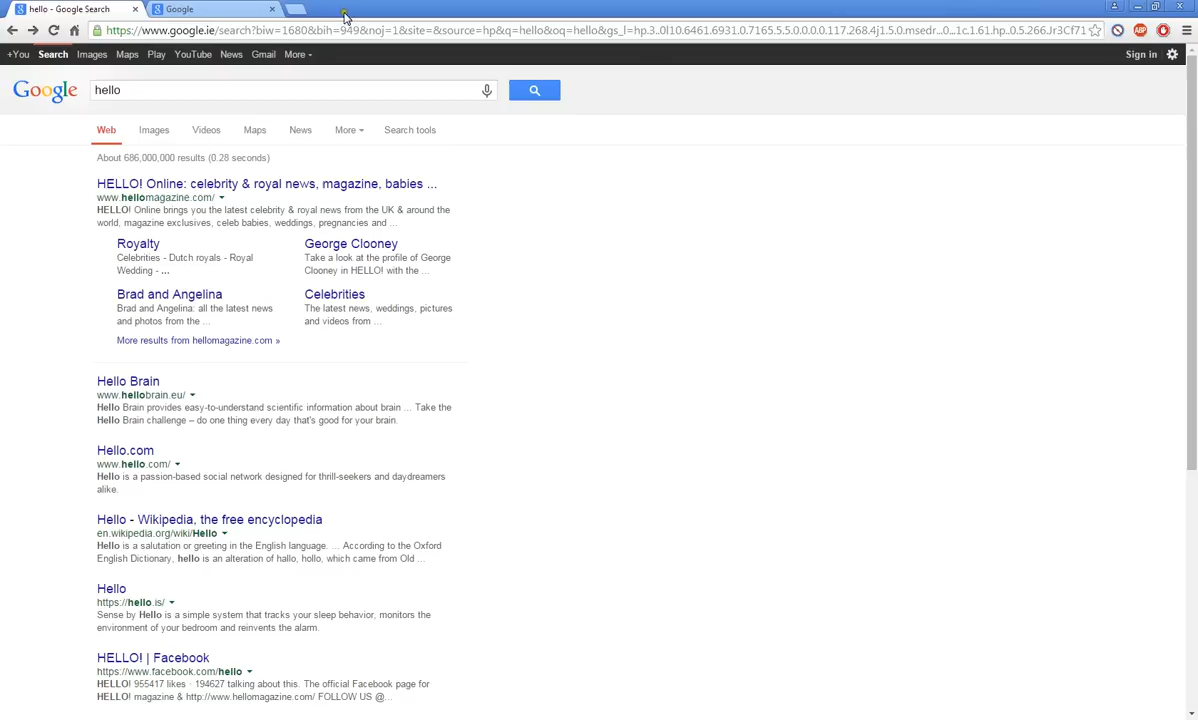 hello - Google Search
Google
https://www.google.ie/search?biw=1680&bih=949&noj=1&site=&source=hp&q=hello&oq=hello&gs_l=hp.3.0l10.6461.6931.0.7165.5.5.0.0.0.0.117.268.4j1.5.0.msedr...0...1c.1.61.hp..0.5.266.Jr3Cf71
+You Search Images Maps Play YouTube News Gmail More
Sign in
Google
hello
Web Images Videos Maps News More Search tools
About 686,000,000 results (0.28 seconds)
HELLO! Online: celebrity & royal news, magazine, babies ...
www.hellomagazine.com/
HELLO! Online brings you the latest celebrity & royal news from the UK & around the
world, magazine exclusives, celeb babies, weddings, pregnancies and ...
Royalty
Celebrities - Dutch royals - Royal
Wedding - ...
George Clooney
Take a look at the profile of George
Clooney in HELLO! with the ...
Brad and Angelina
Brad and Angelina: all the latest news
and photos from the ...
Celebrities
The latest news, weddings, pictures
and videos from ...
More results from hellomagazine.com »
Hello Brain
www.hellobrain.eu/
Hello Brain provides easy-to-understand scientific information about brain ... Take the
Hello Brain challenge – do one thing every day that's good for your brain.
Hello.com
www.hello.com/
Hello is a passion-based social network designed for thrill-seekers and daydreamers
alike.
Hello - Wikipedia, the free encyclopedia
en.wikipedia.org/wiki/Hello
Hello is a salutation or greeting in the English language. ... According to the Oxford
English Dictionary, hello is an alteration of hallo, hollo, which came from Old ...
Hello
https://hello.is/
Sense by Hello is a simple system that tracks your sleep behavior, monitors the
environment of your bedroom and reinvents the alarm.
HELLO! | Facebook
https://www.facebook.com/hello
HELLO! 955417 likes · 194627 talking about this. The official Facebook page for
HELLO! magazine & http://www.hellomagazine.com/ FOLLOW US @...